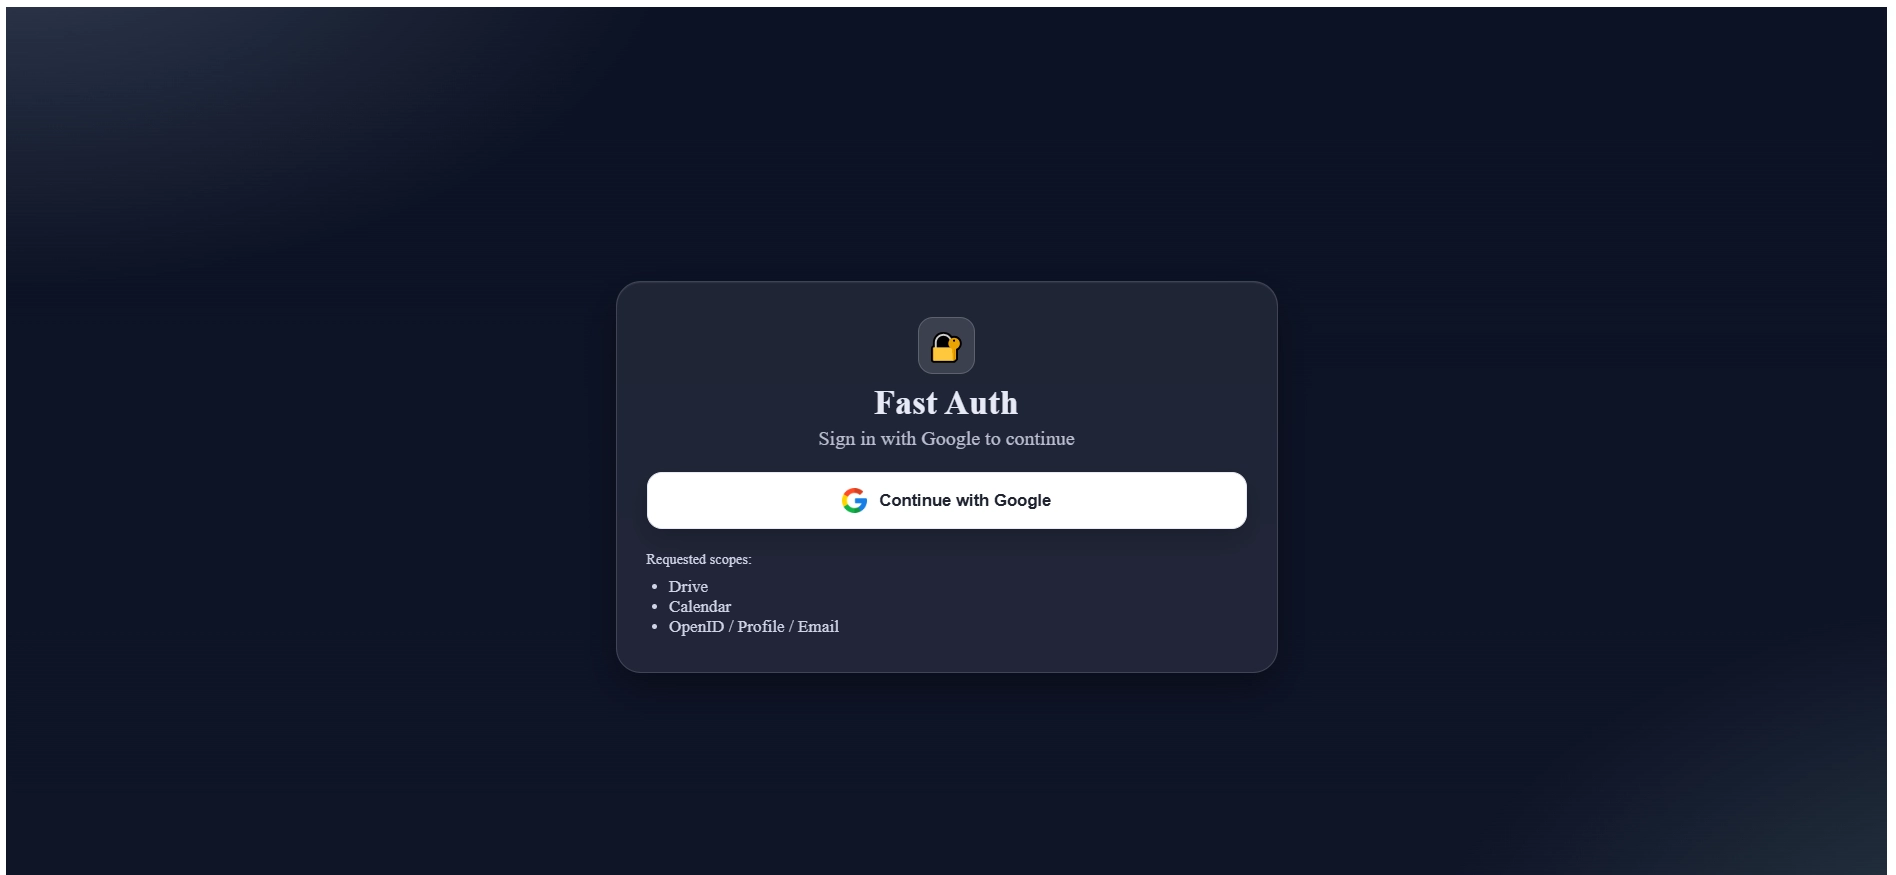 Fast Auth
Sign in with Google to continue
Continue with Google
Requested scopes:
Drive
Calendar
OpenID / Profile / Email